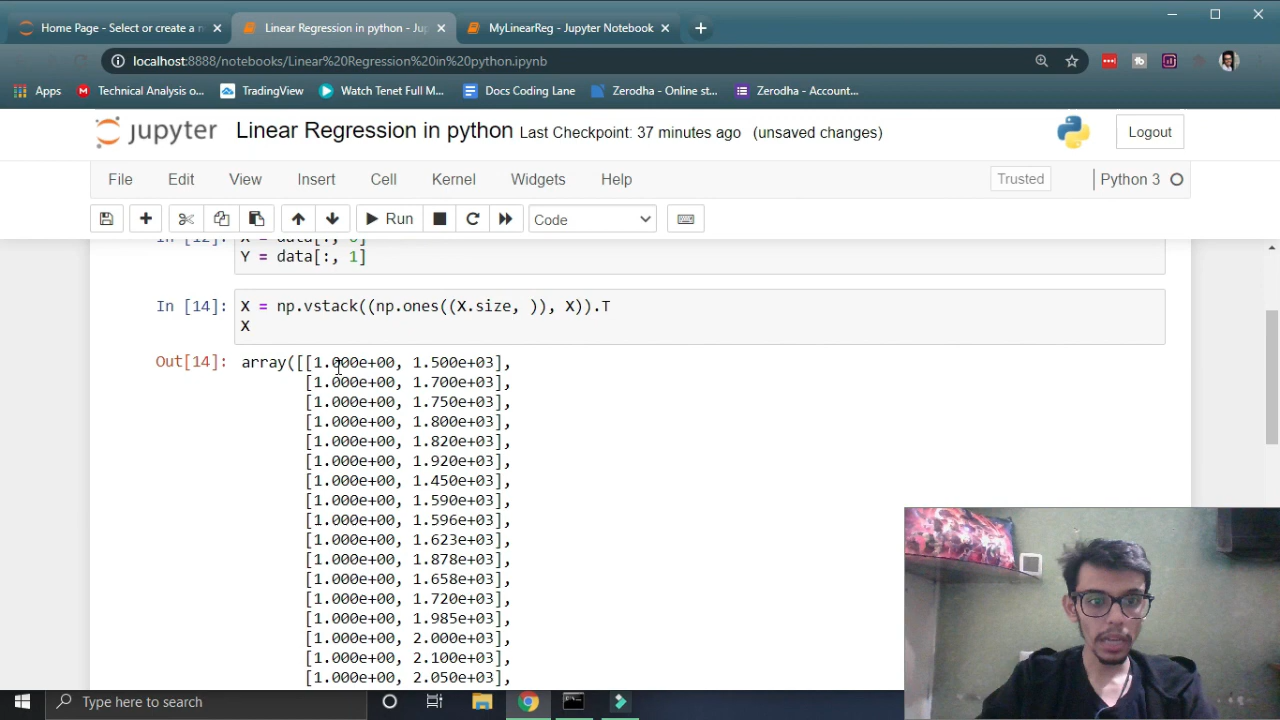 Home Page - Select or create a n
Linear Regression in python - Jup
MyLinearReg - Jupyter Notebook
localhost:8888/notebooks/Linear%20Regression%20in%20python.ipynb
Apps
Technical Analysis o...
TradingView
Watch Tenet Full M...
Docs Coding Lane
Zerodha - Online st...
Zerodha - Account...
jupyter Linear Regression in python Last Checkpoint: 37 minutes ago (unsaved changes)
Logout
File Edit View Insert Cell Kernel Widgets Help
Trusted
Python 3
Run
Code
In [12]: X = data[:, 0]
Y = data[:, 1]
In [14]: X = np.vstack((np.ones((X.size, )), X)).T
X
Out[14]: array([[1.000e+00, 1.500e+03],
[1.000e+00, 1.700e+03],
[1.000e+00, 1.750e+03],
[1.000e+00, 1.800e+03],
[1.000e+00, 1.820e+03],
[1.000e+00, 1.920e+03],
[1.000e+00, 1.450e+03],
[1.000e+00, 1.590e+03],
[1.000e+00, 1.596e+03],
[1.000e+00, 1.623e+03],
[1.000e+00, 1.878e+03],
[1.000e+00, 1.658e+03],
[1.000e+00, 1.720e+03],
[1.000e+00, 1.985e+03],
[1.000e+00, 2.000e+03],
[1.000e+00, 2.100e+03],
[1.000e+00, 2.050e+03],
Type here to search